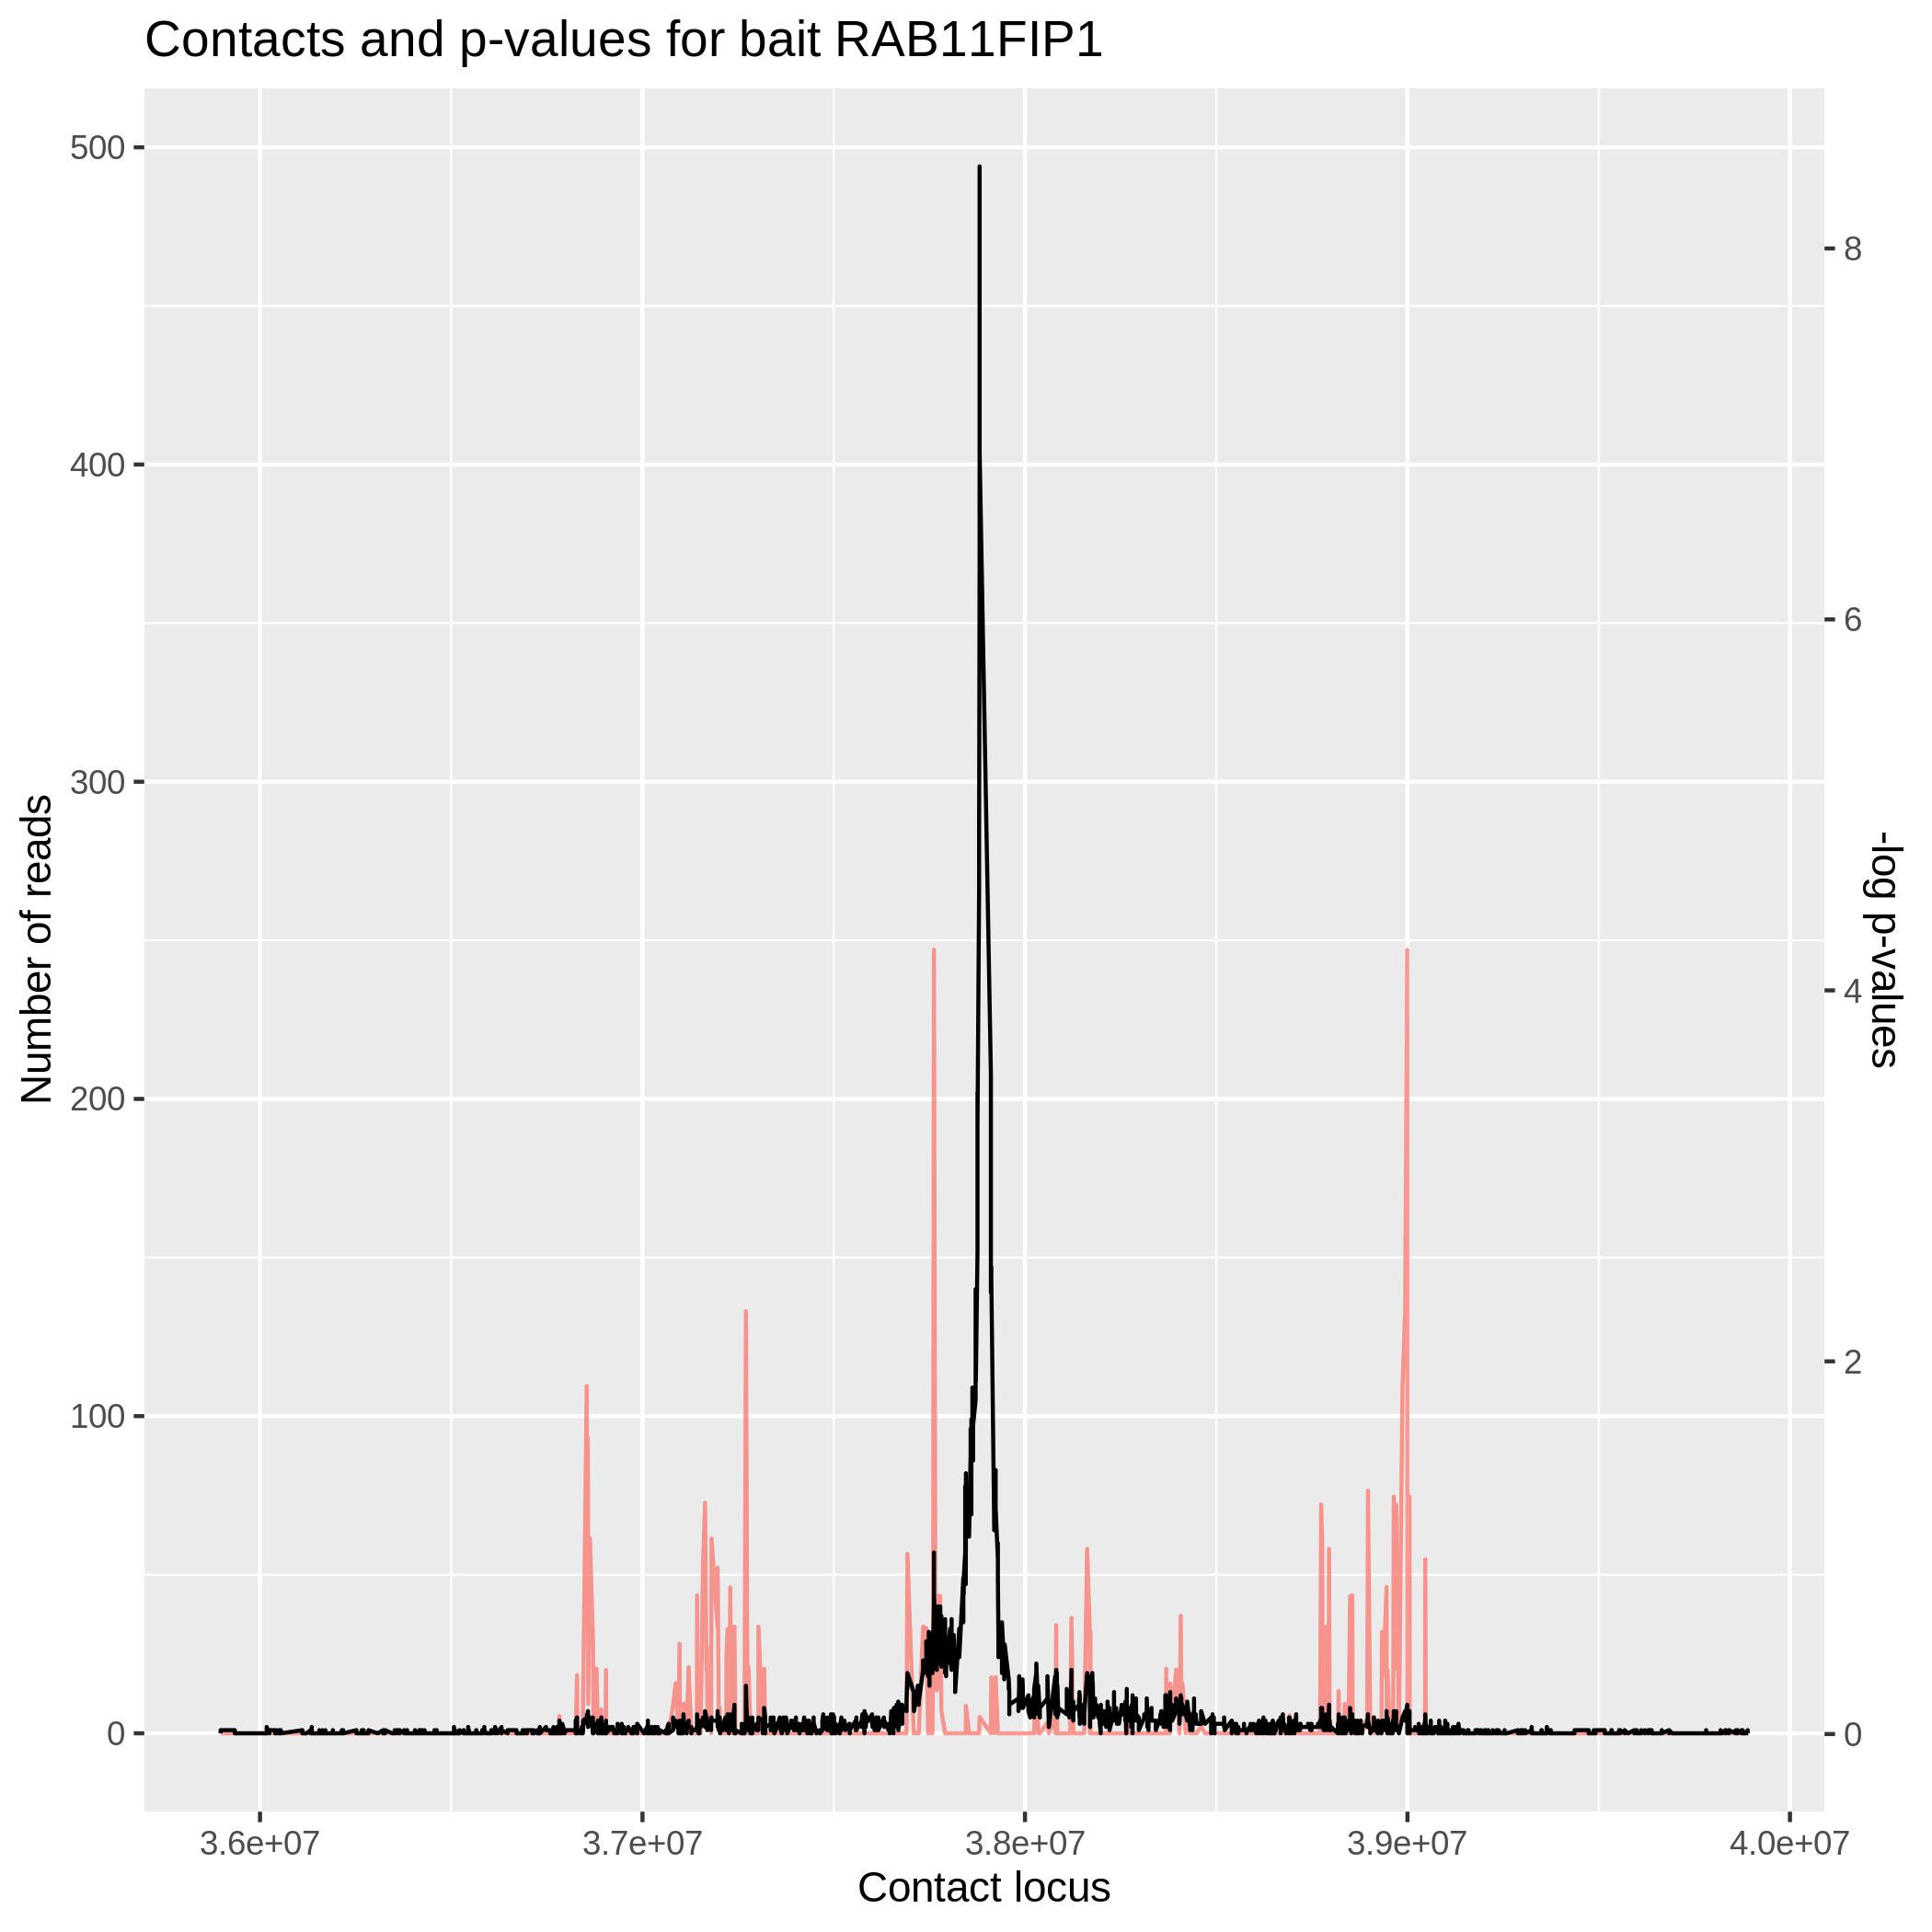 Contacts and p-values for bait RAB11FIP1
500
400
300
200
100
0
Number of reads
8
6
4
2
0
-log p-values
3.6e+07 3.7e+07 3.8e+07 3.9e+07 4.0e+07
Contact locus